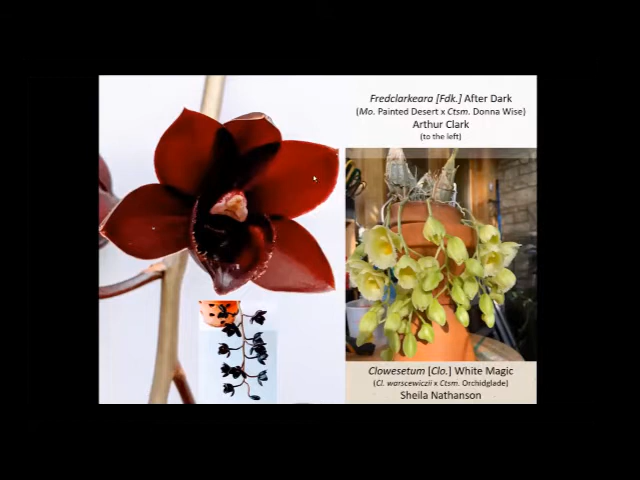 Fredclarkeara [Fdk.] After Dark
(Mo. Painted Desert x Ctsm. Donna Wise)
Arthur Clark
(to the left)
Clowesetum [Clo.] White Magic
(Cl. warscewiczii x Ctsm. Orchidglade)
Sheila Nathanson